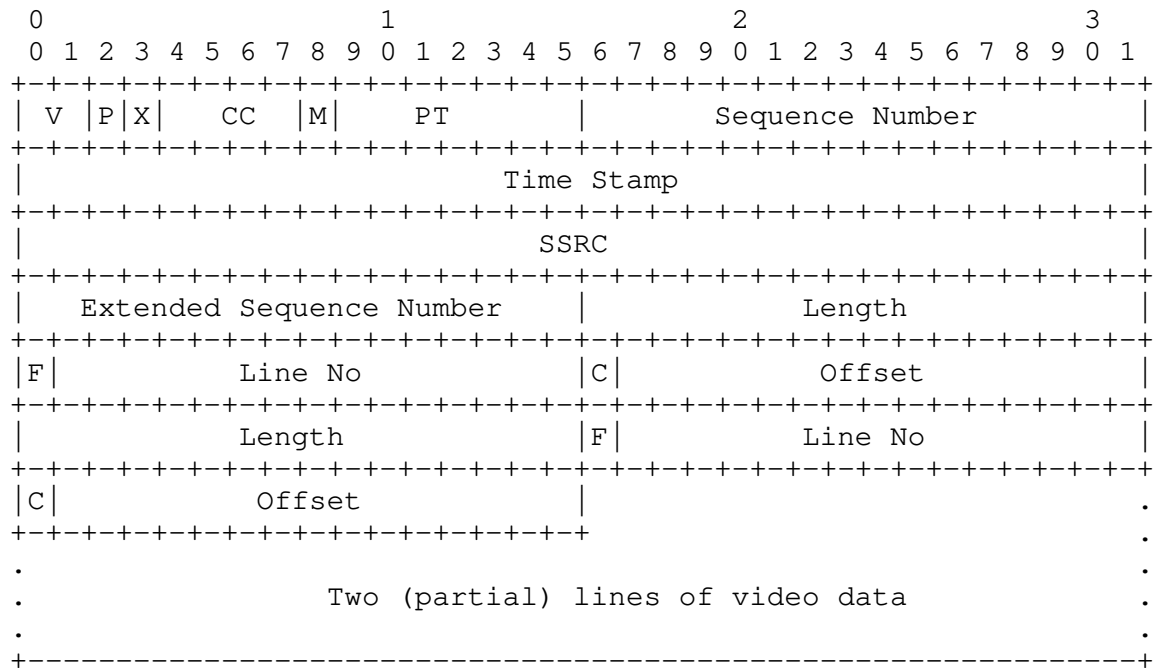 0                   1                   2                   3
0 1 2 3 4 5 6 7 8 9 0 1 2 3 4 5 6 7 8 9 0 1 2 3 4 5 6 7 8 9 0 1
+-+-+-+-+-+-+-+-+-+-+-+-+-+-+-+-+-+-+-+-+-+-+-+-+-+-+-+-+-+-+-+-+
| V |P|X|   CC  |M|    PT       |       Sequence Number         |
+-+-+-+-+-+-+-+-+-+-+-+-+-+-+-+-+-+-+-+-+-+-+-+-+-+-+-+-+-+-+-+-+
|                           Time Stamp                          |
+-+-+-+-+-+-+-+-+-+-+-+-+-+-+-+-+-+-+-+-+-+-+-+-+-+-+-+-+-+-+-+-+
|                             SSRC                              |
+-+-+-+-+-+-+-+-+-+-+-+-+-+-+-+-+-+-+-+-+-+-+-+-+-+-+-+-+-+-+-+-+
|   Extended Sequence Number    |            Length             |
+-+-+-+-+-+-+-+-+-+-+-+-+-+-+-+-+-+-+-+-+-+-+-+-+-+-+-+-+-+-+-+-+
|F|          Line No            |C|           Offset            |
+-+-+-+-+-+-+-+-+-+-+-+-+-+-+-+-+-+-+-+-+-+-+-+-+-+-+-+-+-+-+-+-+
|            Length             |F|          Line No            |
+-+-+-+-+-+-+-+-+-+-+-+-+-+-+-+-+-+-+-+-+-+-+-+-+-+-+-+-+-+-+-+-+
|C|           Offset            |                               .
+-+-+-+-+-+-+-+-+-+-+-+-+-+-+-+-+                               .
.                                                               .
.                 Two (partial) lines of video data             .
.                                                               .
+---------------------------------------------------------------+